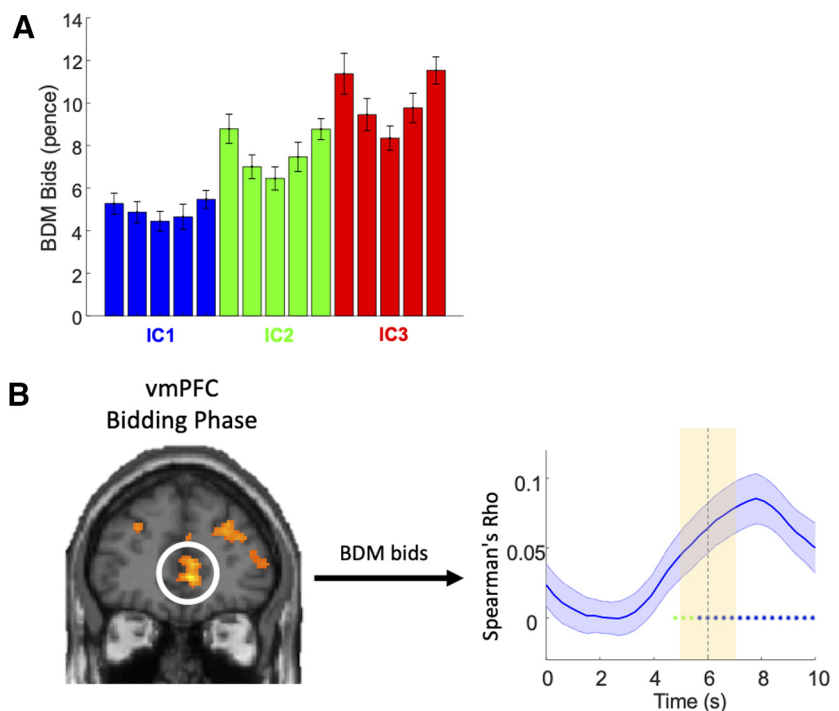 A
BDM Bids (pence)
14
12
10
8
6
4
2
0
IC1 IC2 IC3
B
vmPFC
Bidding Phase
BDM bids
Spearman's Rho
0.1
0.05
0
0 2 4 6 8 10
Time (s)